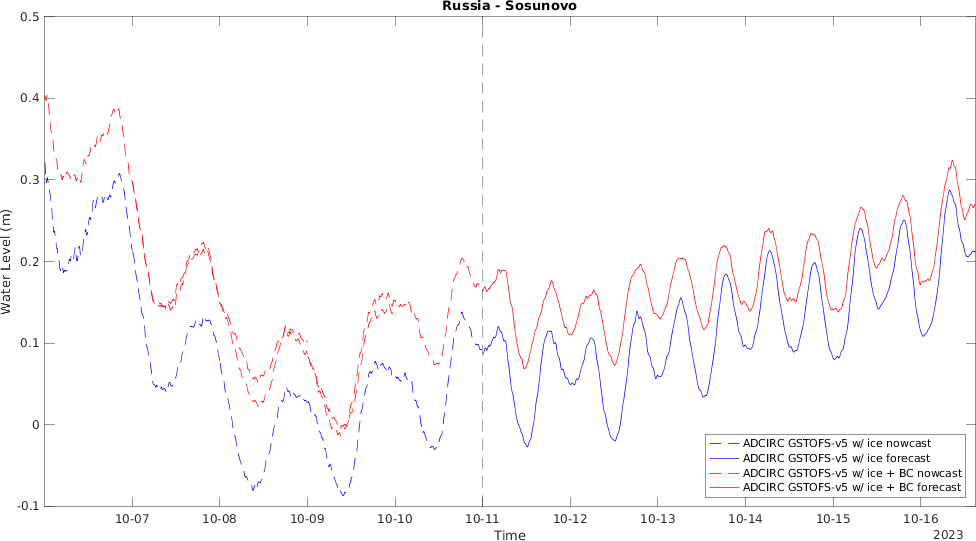 Russia - Sosunovo
0.5
0.4
0.3
0.2
0.1
0
-0.1
Water Level (m)
ADCIRC GSTOFS-v5 w/ ice nowcast
ADCIRC GSTOFS-v5 w/ ice forecast
ADCIRC GSTOFS-v5 w/ ice + BC nowcast
ADCIRC GSTOFS-v5 w/ ice + BC forecast
10-07 10-08 10-09 10-10 10-11 10-12 10-13 10-14 10-15 10-16
Time
2023